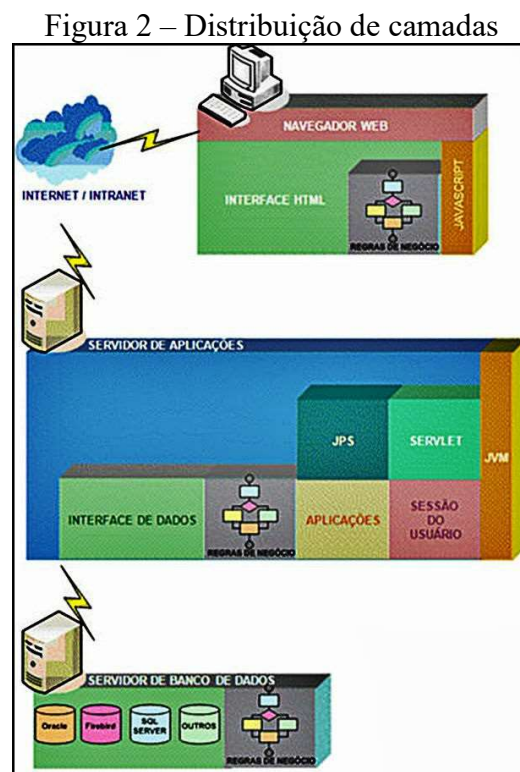 Figura 2 – Distribuição de camadas
NAVEGADOR WEB
INTERNET / INTRANET
INTERFACE HTML
JAVASCRIPT
REGRAS DE NEGÓCIO
SERVIDOR DE APLICAÇÕES
JPS
SERVLET
JVM
INTERFACE DE DADOS
REGRAS DE NEGÓCIO
APLICAÇÕES
SESSÃO
DO
USUÁRIO
SERVIDOR DE BANCO DE DADOS
Oracle
Firebird
SQL
SERVER
OUTROS
REGRAS DE NEGÓCIO